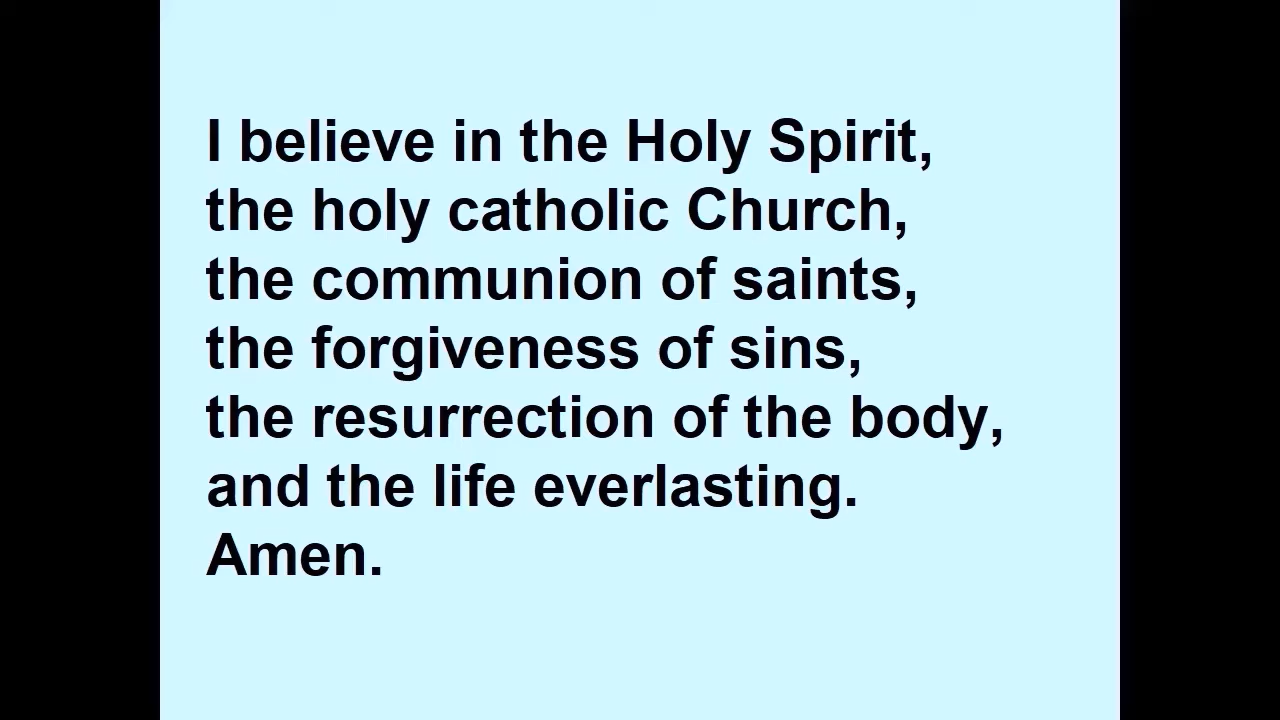 I believe in the Holy Spirit,
the holy catholic Church,
the communion of saints,
the forgiveness of sins,
the resurrection of the body,
and the life everlasting.
Amen.